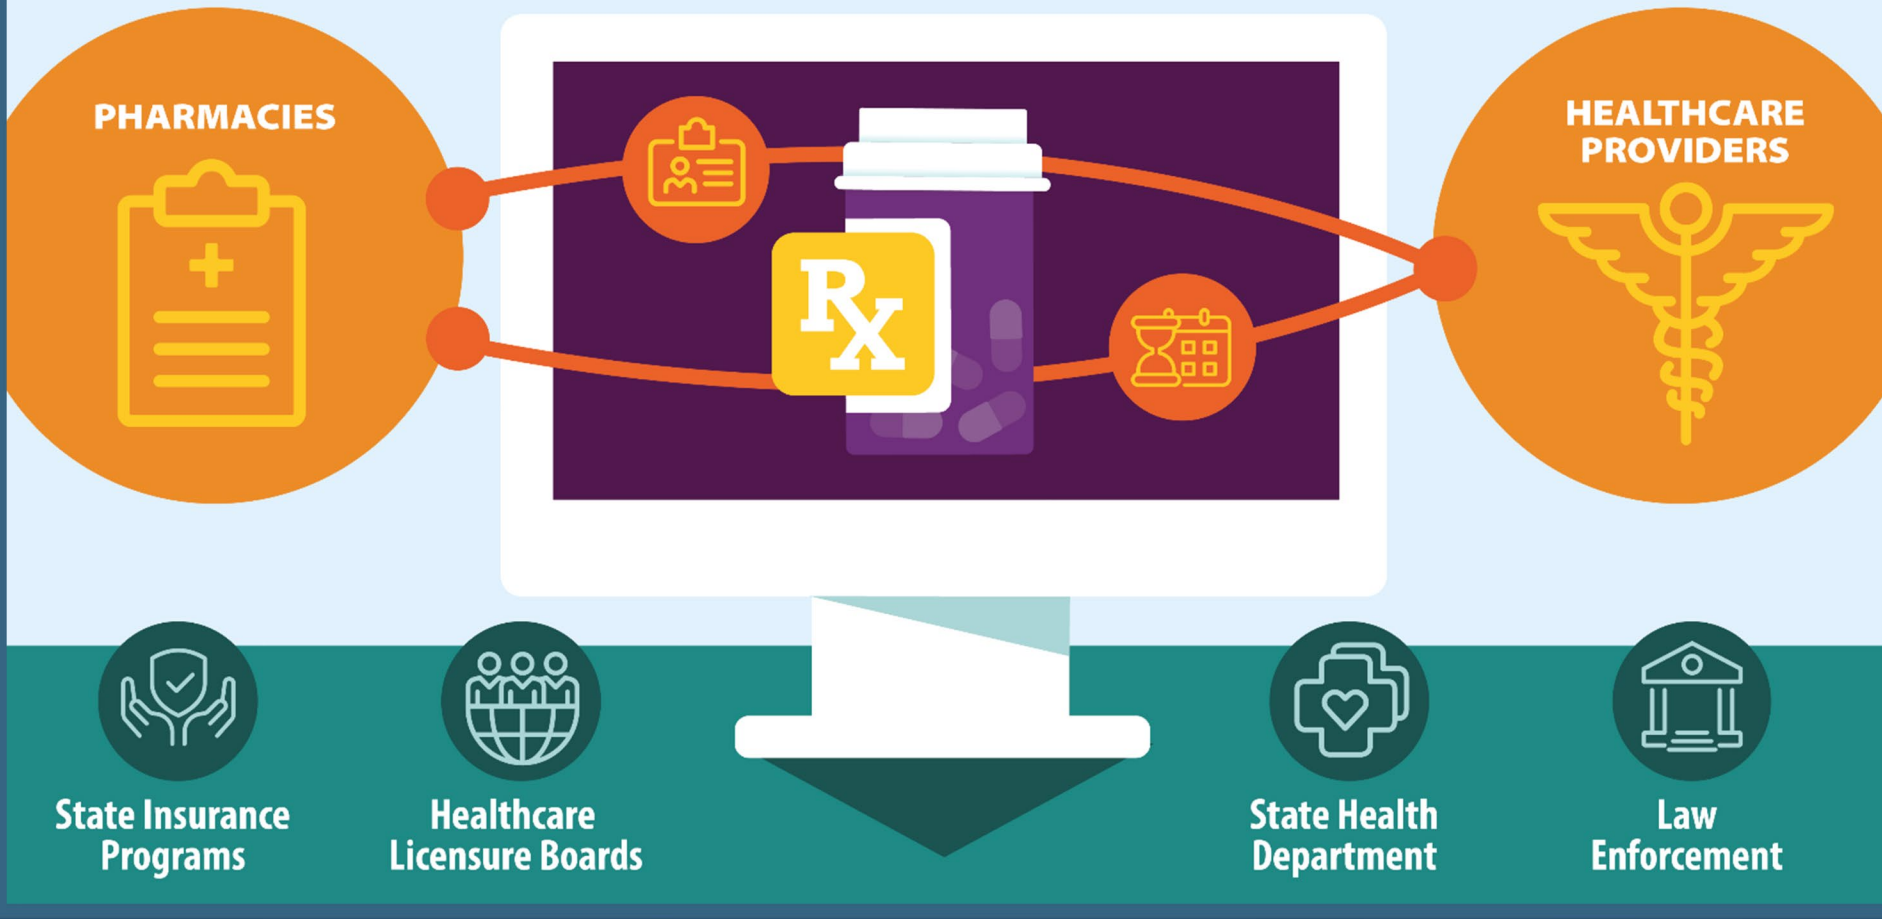 PHARMACIES
HEALTHCARE
PROVIDERS
Rx
State Insurance
Programs
Healthcare
Licensure Boards
State Health
Department
Law
Enforcement